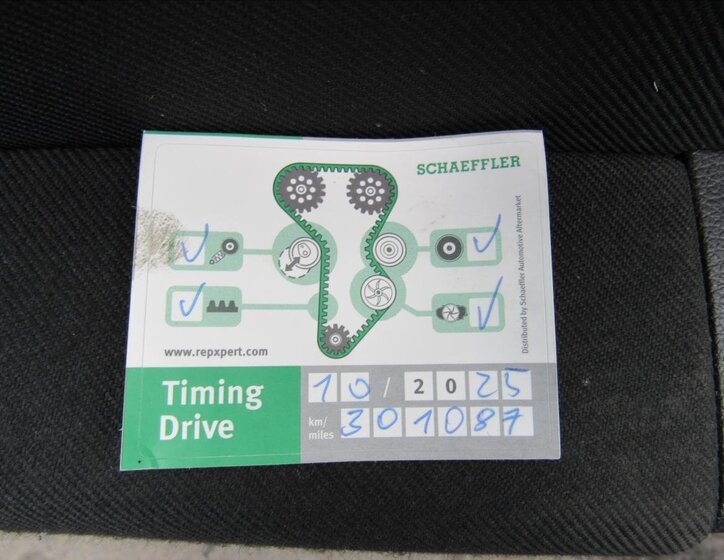 SCHAEFFLER
✓
✓
✓
✓
Distributed by Schaeffler Automotive Aftermarket
www.repxpert.com
Timing
Drive
10 / 2025
km/
miles
301087